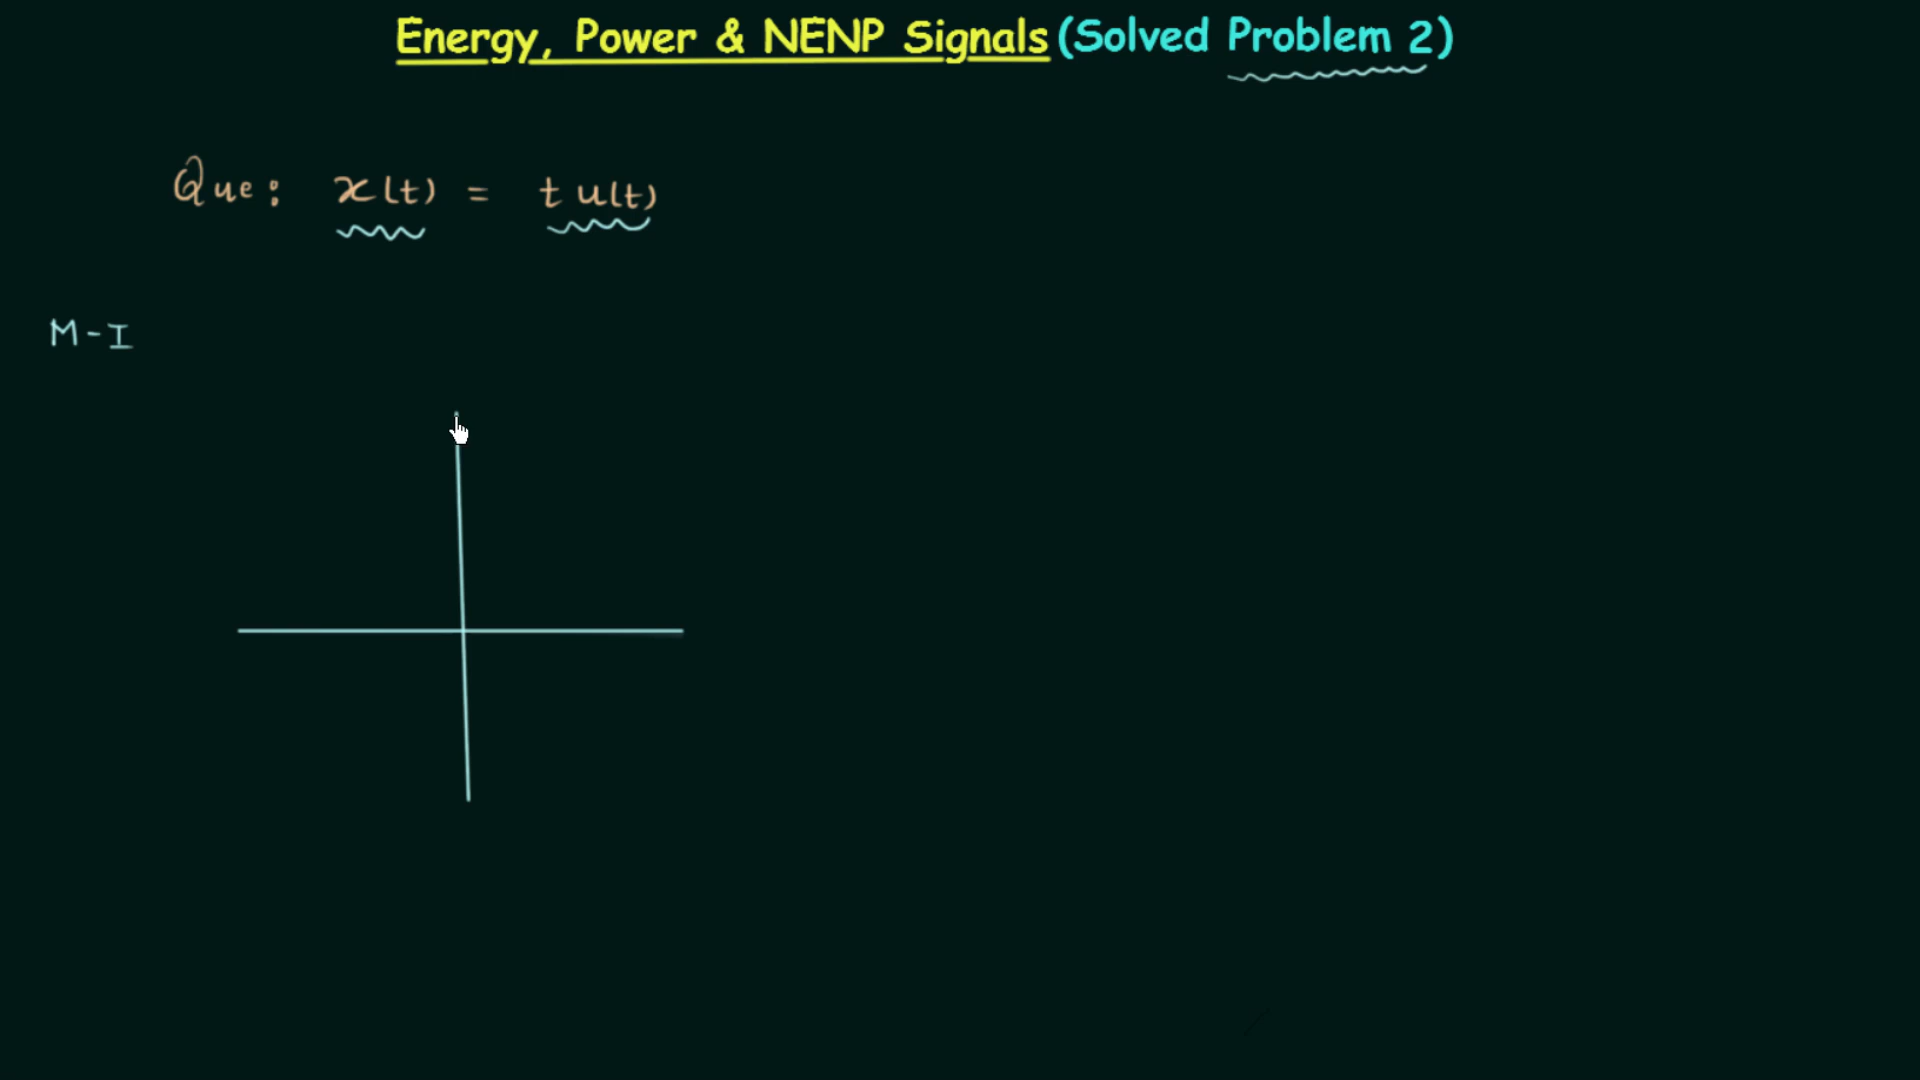 Energy, Power & NENP Signals (Solved Problem 2)
Que: x(t) = t u(t)
M-I